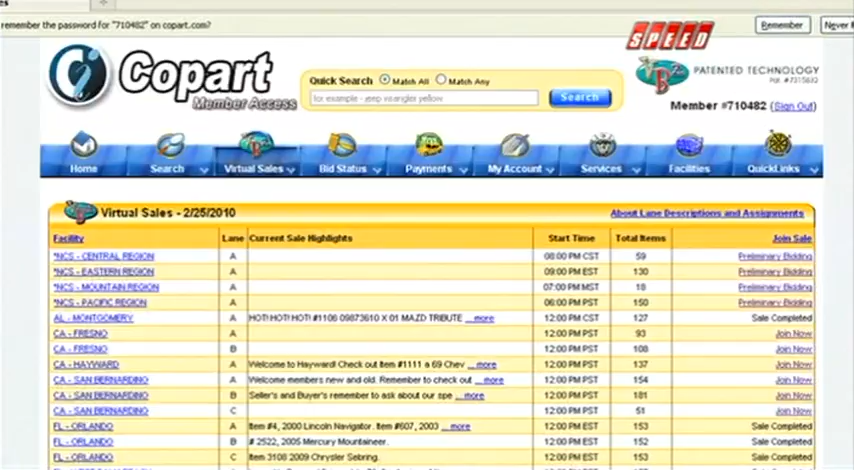 es
remember the password for "710482" on copart.com?
Remember
Never
SPEED
Copart
Member Access
Quick Search Match All Match Any
for example - jeep wrangler yellow
Search
VB2 PATENTED TECHNOLOGY
Member #710482 (Sign Out)
Home Search Virtual Sales Bid Status Payments My Account Services Facilities QuickLinks
Virtual Sales - 2/25/2010 About Lane Descriptions and Assignments
Facility Lane Current Sale Highlights Start Time Total Items Join Sale
*NCS - CENTRAL REGION A 08:00 PM CST 59 Preliminary Bidding
*NCS - EASTERN REGION A 09:00 PM EST 130 Preliminary Bidding
*NCS - MOUNTAIN REGION A 07:00 PM MST 18 Preliminary Bidding
*NCS - PACIFIC REGION A 06:00 PM PST 150 Preliminary Bidding
AL - MONTGOMERY A HOT! HOT! HOT! #1106 09873610 X 01 MAZD TRIBUTE ...more 12:00 PM CST 127 Sale Completed
CA - FRESNO A 12:00 PM PST 93 Join Now
CA - FRESNO B 12:00 PM PST 108 Join Now
CA - HAYWARD A Welcome to Hayward! Check out Item #1111 a 69 Chev ...more 12:00 PM PST 137 Join Now
CA - SAN BERNARDINO A Welcome members new and old. Remember to check out ...more 12:00 PM PST 154 Join Now
CA - SAN BERNARDINO B Seller's and Buyer's remember to ask about our spe ...more 12:00 PM PST 181 Join Now
CA - SAN BERNARDINO C 12:00 PM PST 51 Join Now
FL - ORLANDO A Item #4, 2000 Lincoln Navigator. Item #607, 2003 ...more 12:00 PM EST 153 Sale Completed
FL - ORLANDO B # 2522, 2005 Mercury Mountaineer. 12:00 PM EST 152 Sale Completed
FL - ORLANDO C Item 3108 2009 Chrysler Sebring. 12:00 PM EST 153 Sale Completed